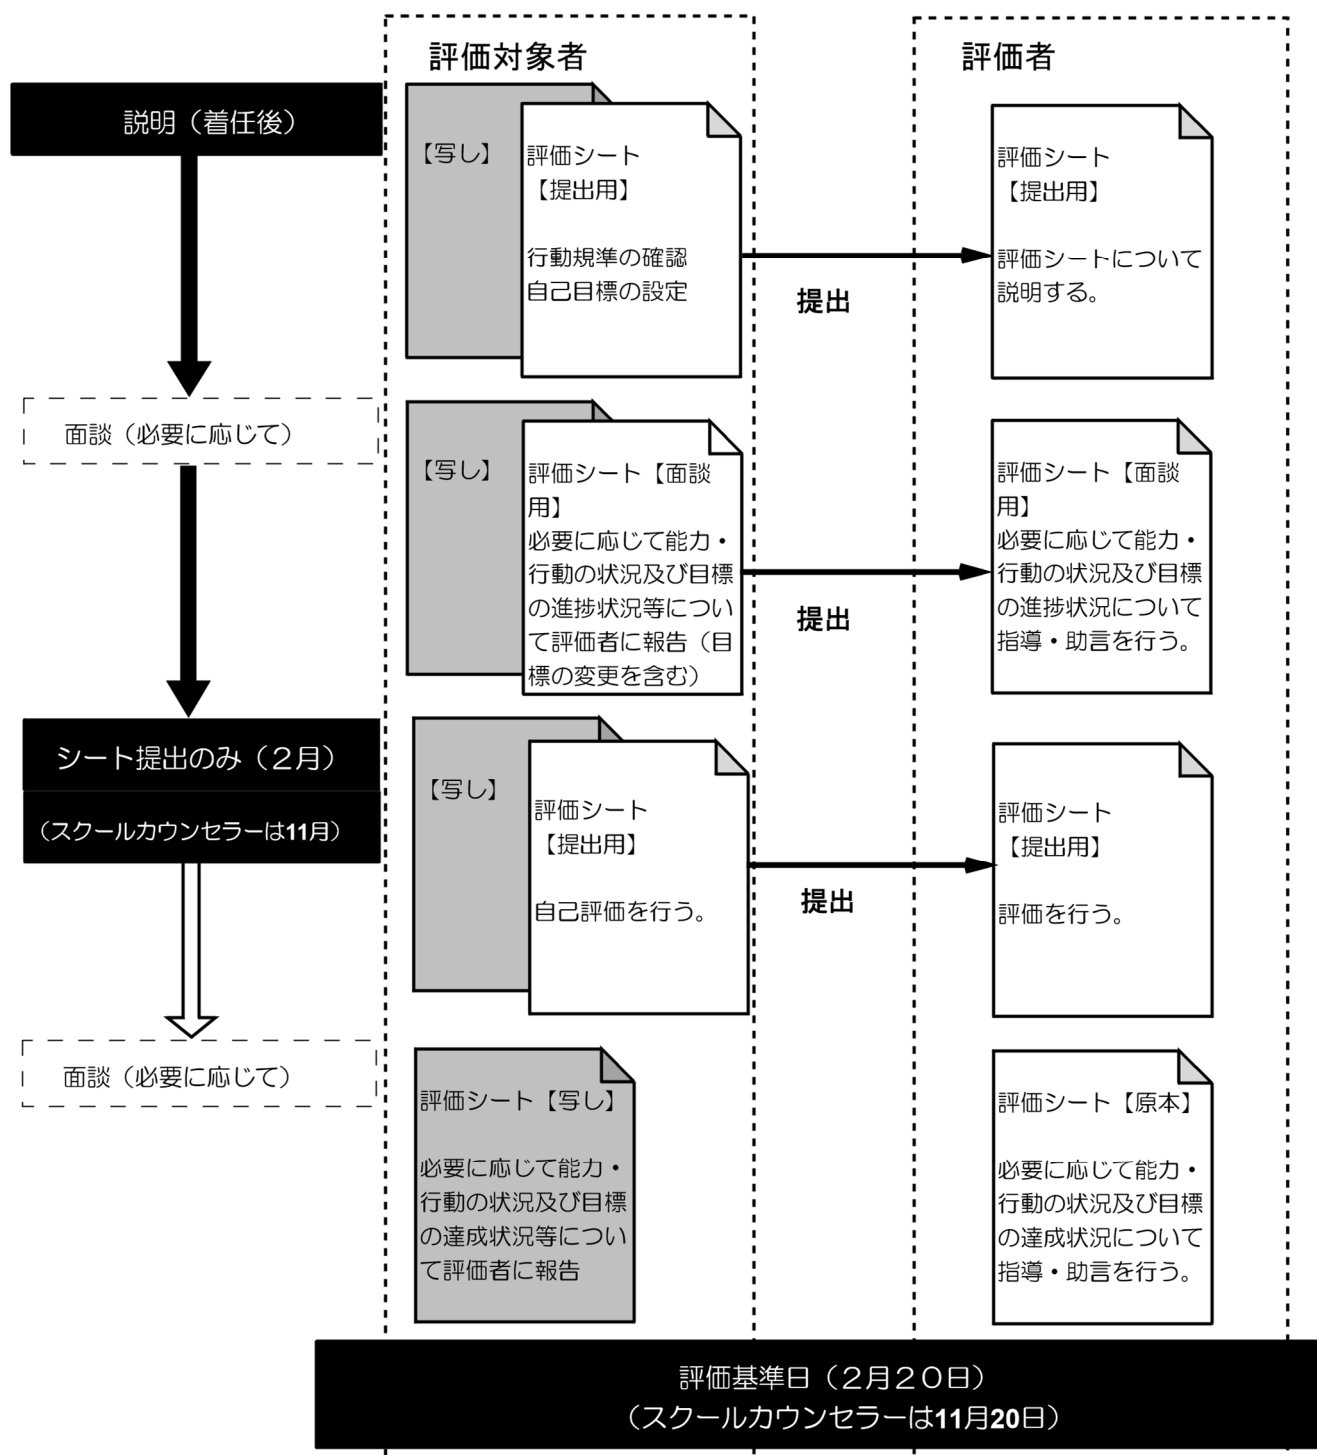 評価対象者
評価者
説明（着任後）
【写し】
評価シート
【提出用】
行動規準の確認
自己目標の設定
提出
評価シート
【提出用】
評価シートについて
説明する。
面談（必要に応じて）
【写し】
評価シート【面談
用】
必要に応じて能力・
行動の状況及び目標
の進捗状況等につい
て評価者に報告（目
標の変更を含む）
提出
評価シート【面談
用】
必要に応じて能力・
行動の状況及び目標
の進捗状況について
指導・助言を行う。
シート提出のみ（２月）
（スクールカウンセラーは11月）
【写し】
評価シート
【提出用】
自己評価を行う。
提出
評価シート
【提出用】
評価を行う。
面談（必要に応じて）
評価シート【写し】
必要に応じて能力・
行動の状況及び目標
の達成状況等につい
て評価者に報告
評価シート【原本】
必要に応じて能力・
行動の状況及び目標
の達成状況について
指導・助言を行う。
評価基準日（２月２０日）
（スクールカウンセラーは11月20日）